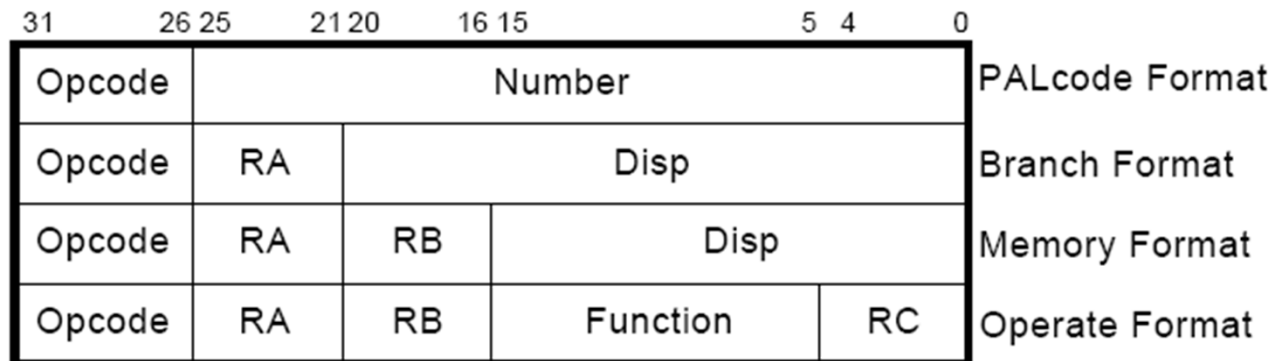 31 26 25 21 20 16 15 5 4 0
Opcode Number PALcode Format
Opcode RA Disp Branch Format
Opcode RA RB Disp Memory Format
Opcode RA RB Function RC Operate Format